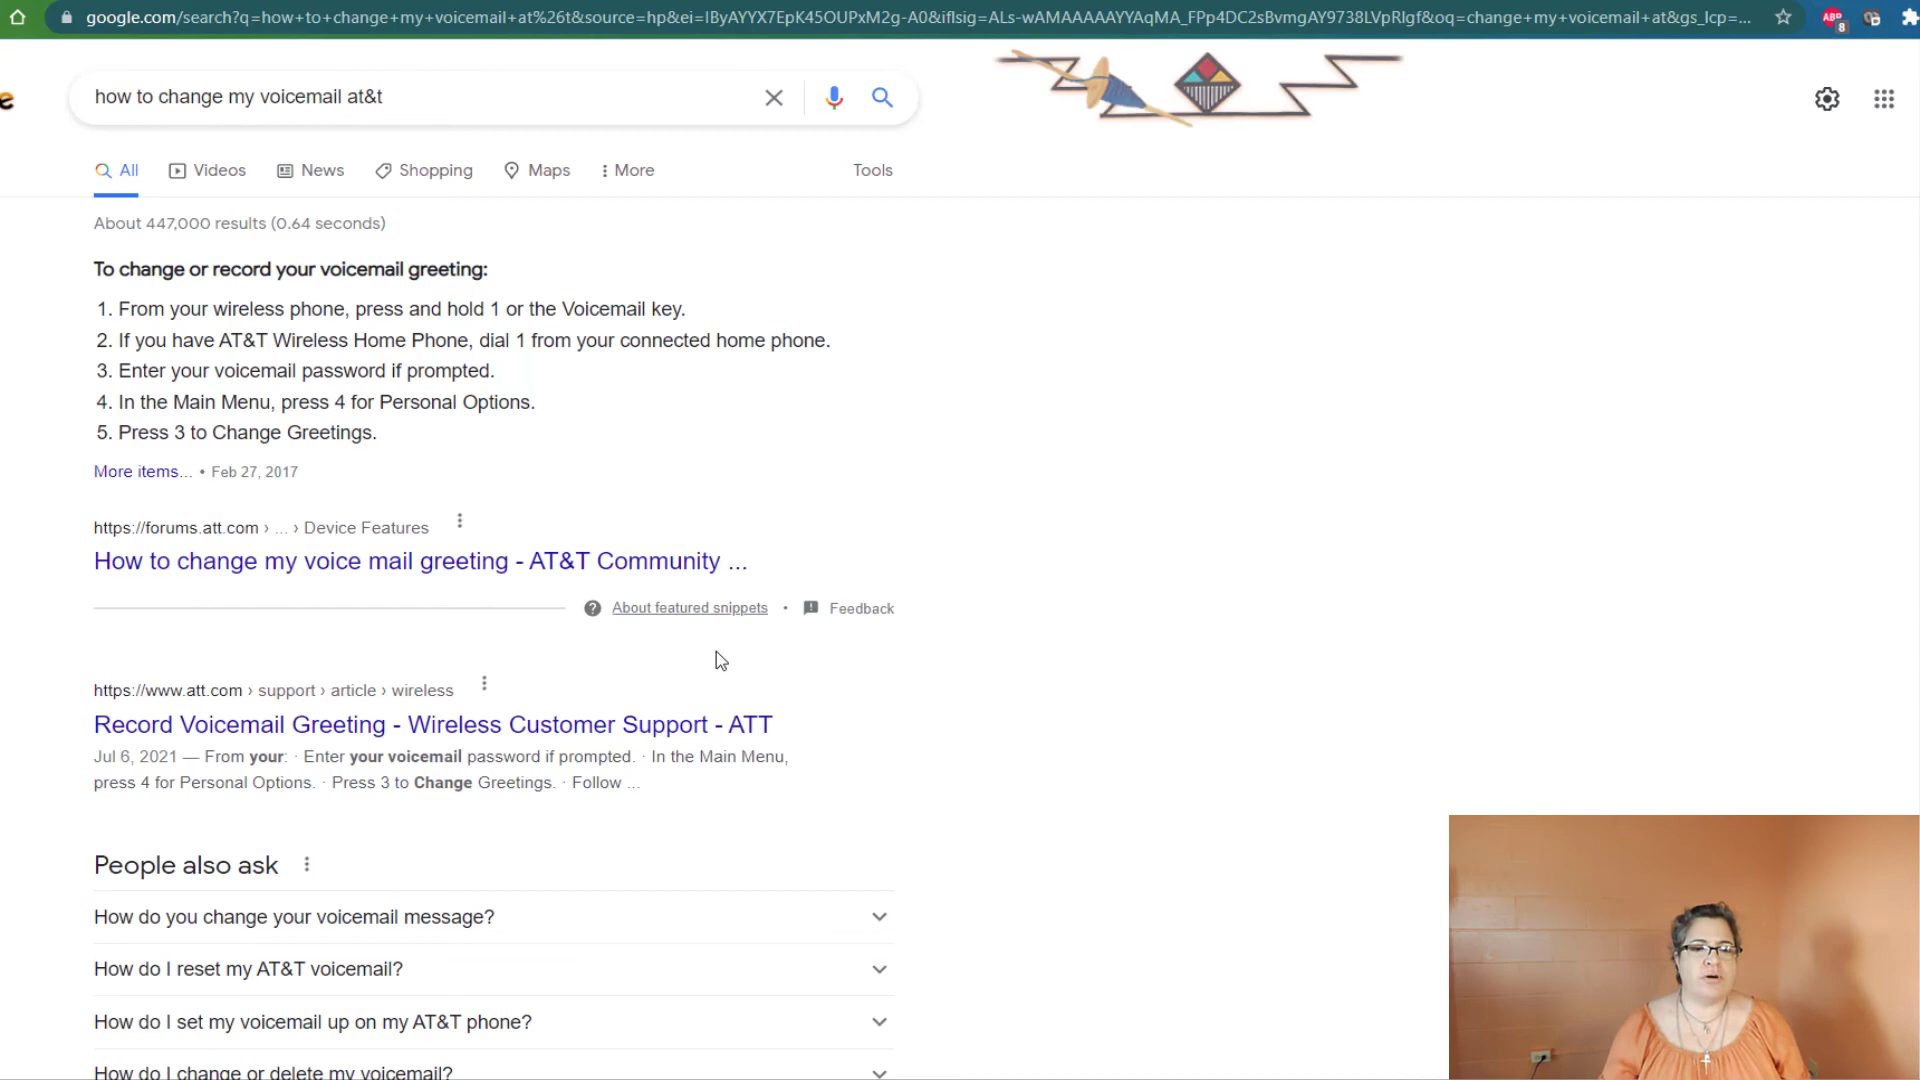 google.com/search?q=how+to+change+my+voicemail+at%26t&source=hp&ei=IByAYYX7EpK45OUPxM2g-A0&iflsig=ALs-wAMAAAAAYYAqMA_FPp4DC2sBvmgAY9738LVpRlgf&oq=change+my+voicemail+at&gs_lcp=...
ABP
8
e
how to change my voicemail at&t
All
Videos
News
Shopping
Maps
More
Tools
About 447,000 results (0.64 seconds)
To change or record your voicemail greeting:
1. From your wireless phone, press and hold 1 or the Voicemail key.
2. If you have AT&T Wireless Home Phone, dial 1 from your connected home phone.
3. Enter your voicemail password if prompted.
4. In the Main Menu, press 4 for Personal Options.
5. Press 3 to Change Greetings.
More items... • Feb 27, 2017
https://forums.att.com › ... › Device Features
How to change my voice mail greeting - AT&T Community ...
About featured snippets • Feedback
https://www.att.com › support › article › wireless
Record Voicemail Greeting - Wireless Customer Support - ATT
Jul 6, 2021 — From your: · Enter your voicemail password if prompted. · In the Main Menu,
press 4 for Personal Options. · Press 3 to Change Greetings. · Follow ...
People also ask
How do you change your voicemail message?
How do I reset my AT&T voicemail?
How do I set my voicemail up on my AT&T phone?
How do I change or delete my voicemail?